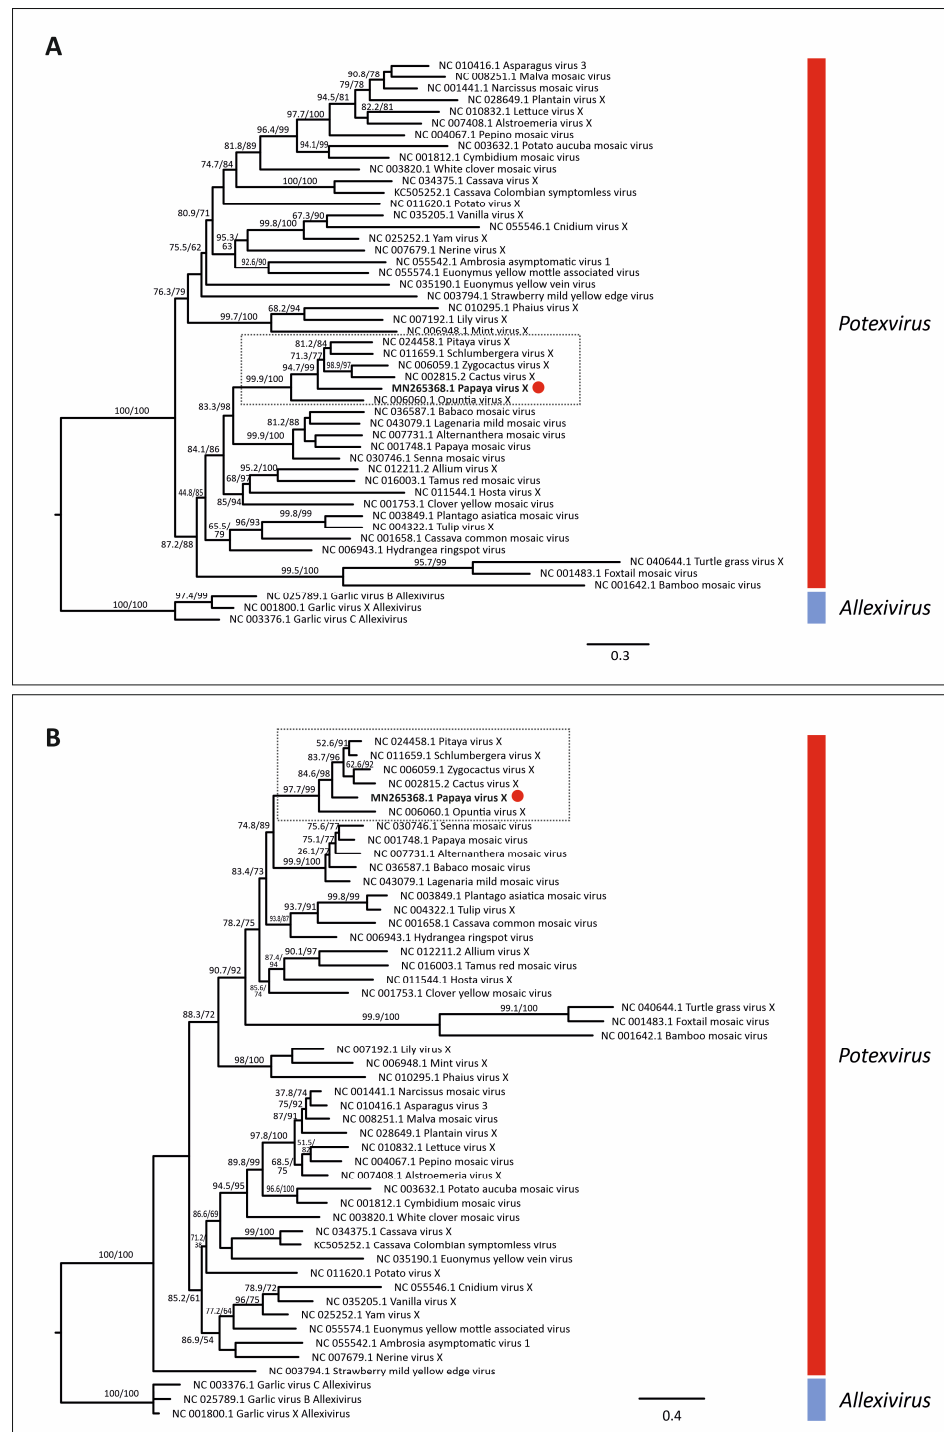 A
NC 010416.1 Asparagus virus 3
90.8/78
NC 008251.1 Malva mosaic virus
79/78
NC 001441.1 Narcissus mosaic virus
94.5/81
NC 028649.1 Plantain virus X
82.2/81
NC 010832.1 Lettuce virus X
97.7/100
NC 007408.1 Alstroemeria virus X
96.4/99
NC 004067.1 Pepino mosaic virus
94.1/99
NC 003632.1 Potato aucuba mosaic virus
81.8/89
NC 001812.1 Cymbidium mosaic virus
74.7/84
NC 003820.1 White clover mosaic virus
100/100
NC 034375.1 Cassava virus X
KC505252.1 Cassava Colombian symptomless virus
NC 011620.1 Potato virus X
80.9/71
67.3/90
NC 035205.1 Vanilla virus X
99.8/100
NC 055546.1 Cnidium virus X
95.3/
63
NC 025252.1 Yam virus X
75.5/62
NC 007679.1 Nerine virus X
92.6/90
NC 055542.1 Ambrosia asymptomatic virus 1
NC 055574.1 Euonymus yellow mottle associated virus
NC 035190.1 Euonymus yellow vein virus
76.3/79
NC 003794.1 Strawberry mild yellow edge virus
68.2/94
NC 010295.1 Phaius virus X
99.7/100
NC 007192.1 Lily virus X
NC 006948.1 Mint virus X
Potexvirus
81.2/84
NC 024458.1 Pitaya virus X
71.3/77
NC 011659.1 Schlumbergera virus X
94.7/99
98.9/97
NC 006059.1 Zygocactus virus X
99.9/100
NC 002815.2 Cactus virus X
MN265368.1 Papaya virus X
NC 006060.1 Opuntia virus X
100/100
83.3/98
NC 036587.1 Babaco mosaic virus
81.2/88
NC 043079.1 Lagenaria mild mosaic virus
99.9/100
NC 007731.1 Alternanthera mosaic virus
84.1/86
NC 001748.1 Papaya mosaic virus
NC 030746.1 Senna mosaic virus
95.2/100
NC 012211.2 Allium virus X
68/97
NC 016003.1 Tamus red mosaic virus
44.8/85
85/94
NC 011544.1 Hosta virus X
NC 001753.1 Clover yellow mosaic virus
99.8/99
NC 003849.1 Plantago asiatica mosaic virus
65.5/
79
96/93
NC 004322.1 Tulip virus X
87.2/88
NC 001658.1 Cassava common mosaic virus
NC 006943.1 Hydrangea ringspot virus
95.7/99
NC 040644.1 Turtle grass virus X
99.5/100
NC 001483.1 Foxtail mosaic virus
NC 001642.1 Bamboo mosaic virus
97.4/99
NC 025789.1 Garlic virus B Allexivirus
100/100
NC 001800.1 Garlic virus X Allexivirus
Allexivirus
NC 003376.1 Garlic virus C Allexivirus
0.3
B
52.6/91
NC 024458.1 Pitaya virus X
83.7/96
NC 011659.1 Schlumbergera virus X
62.6/92
NC 006059.1 Zygocactus virus X
84.6/98
NC 002815.2 Cactus virus X
97.7/99
MN265368.1 Papaya virus X
NC 006060.1 Opuntia virus X
74.8/89
75.6/77
NC 030746.1 Senna mosaic virus
75.1/77
NC 001748.1 Papaya mosaic virus
26.1/77
NC 007731.1 Alternanthera mosaic virus
99.9/100
NC 036587.1 Babaco mosaic virus
83.4/73
NC 043079.1 Lagenaria mild mosaic virus
99.8/99
NC 003849.1 Plantago asiatica mosaic virus
93.7/91
NC 004322.1 Tulip virus X
78.2/75
93.8/87
NC 001658.1 Cassava common mosaic virus
NC 006943.1 Hydrangea ringspot virus
90.1/97
NC 012211.2 Allium virus X
87.4/
94
NC 016003.1 Tamus red mosaic virus
90.7/92
NC 011544.1 Hosta virus X
85.6/
74
NC 001753.1 Clover yellow mosaic virus
99.1/100
NC 040644.1 Turtle grass virus X
88.3/72
99.9/100
NC 001483.1 Foxtail mosaic virus
NC 001642.1 Bamboo mosaic virus
NC 007192.1 Lily virus X
Potexvirus
98/100
NC 006948.1 Mint virus X
NC 010295.1 Phaius virus X
37.8/74
NC 001441.1 Narcissus mosaic virus
75/92
NC 010416.1 Asparagus virus 3
87/91
NC 008251.1 Malva mosaic virus
97.8/100
NC 028649.1 Plantain virus X
51.5/
82
NC 010832.1 Lettuce virus X
89.8/99
68.5/
75
NC 004067.1 Pepino mosaic virus
NC 007408.1 Alstroemeria virus X
94.5/95
96.6/100
NC 003632.1 Potato aucuba mosaic virus
NC 001812.1 Cymbidium mosaic virus
86.6/69
NC 003820.1 White clover mosaic virus
71.2/
38
99/100
NC 034375.1 Cassava virus X
KC505252.1 Cassava Colombian symptomless virus
100/100
NC 035190.1 Euonymus yellow vein virus
NC 011620.1 Potato virus X
85.2/61
78.9/72
NC 055546.1 Cnidium virus X
96/75
NC 035205.1 Vanilla virus X
77.2/64
NC 025252.1 Yam virus X
NC 055574.1 Euonymus yellow mottle associated virus
86.9/54
NC 055542.1 Ambrosia asymptomatic virus 1
NC 007679.1 Nerine virus X
NC 003794.1 Strawberry mild yellow edge virus
NC 003376.1 Garlic virus C Allexivirus
100/100
NC 025789.1 Garlic virus B Allexivirus
Allexivirus
NC 001800.1 Garlic virus X Allexivirus
0.4